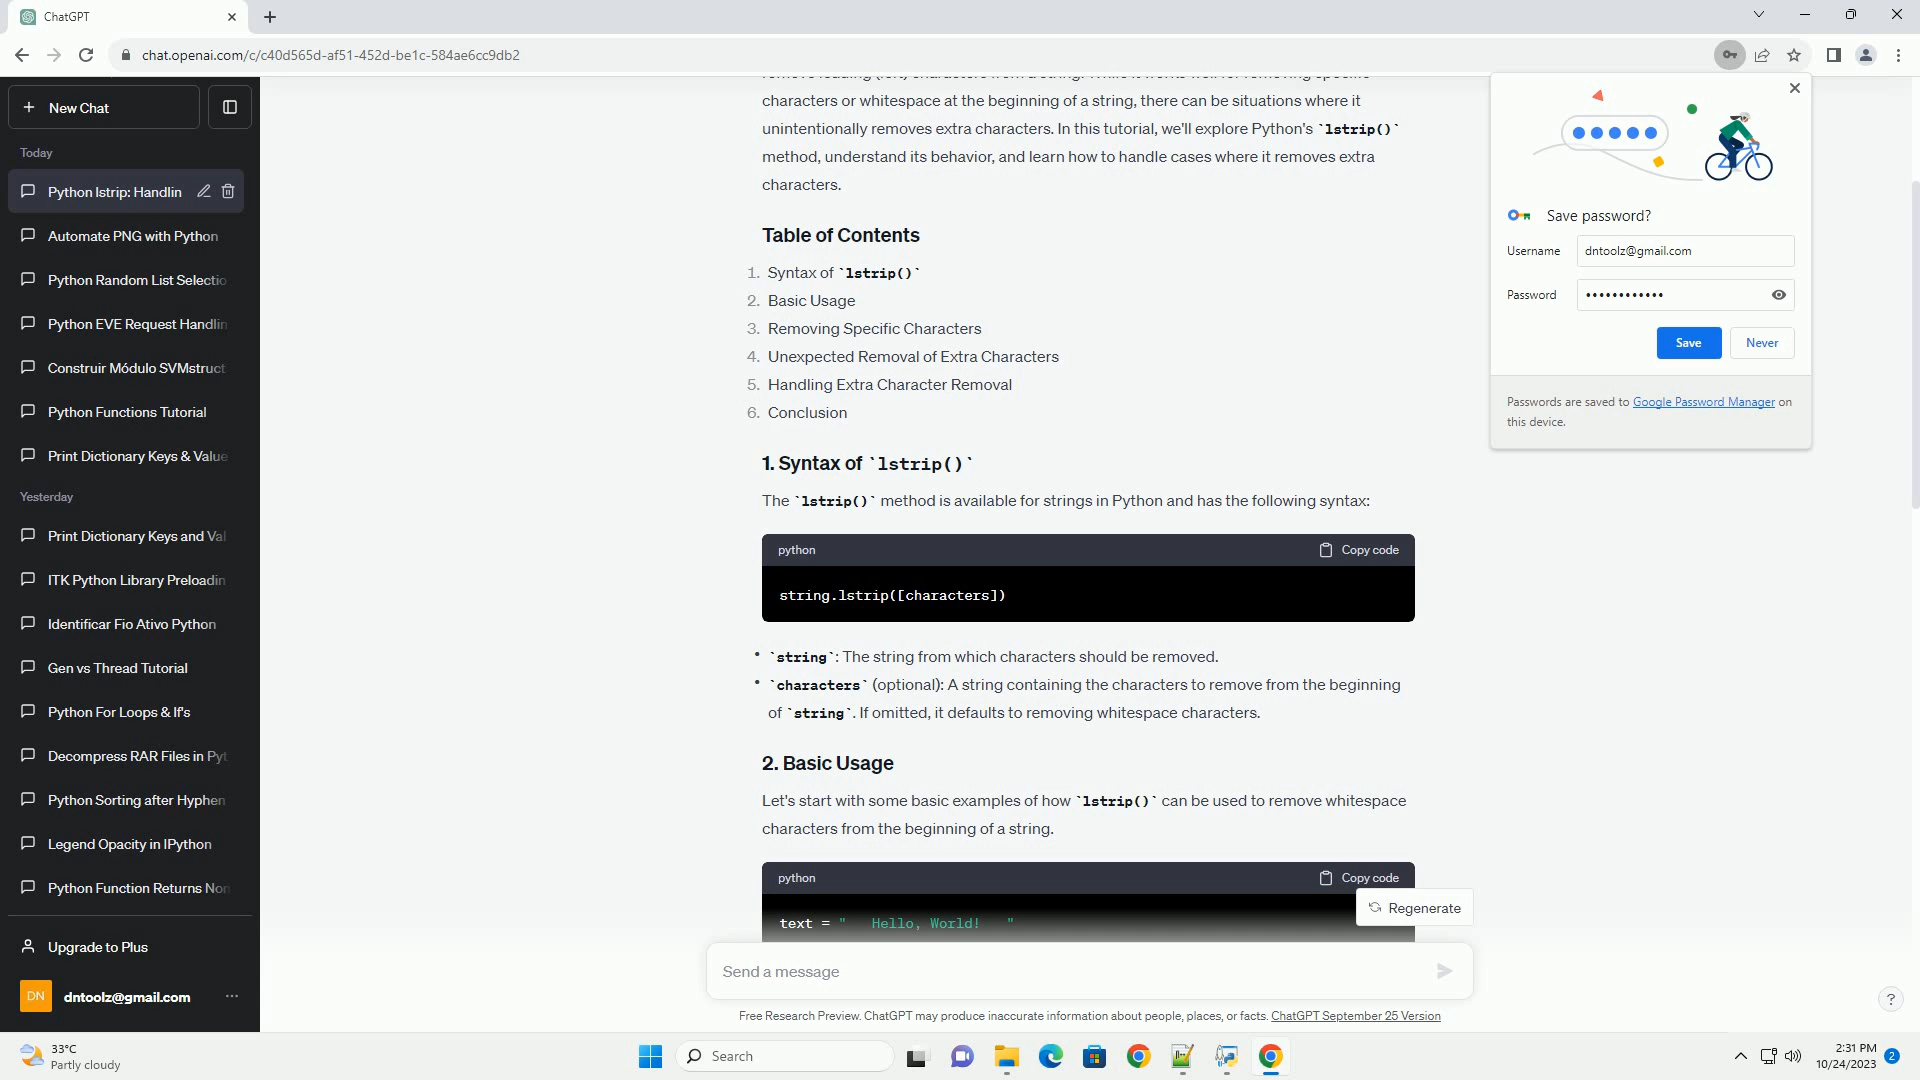 ChatGPT
chat.openai.com/c/c40d565d-af51-452d-be1c-584ae6cc9db2
New Chat
Today
Python lstrip: Handlin
Automate PNG with Python
Python Random List Selectio
Python EVE Request Handlin
Construir Módulo SVMstruct
Python Functions Tutorial
Print Dictionary Keys & Value
Yesterday
Print Dictionary Keys and Val
ITK Python Library Preloadin
Identificar Fio Ativo Python
Gen vs Thread Tutorial
Python For Loops & If's
Decompress RAR Files in Pyt
Python Sorting after Hyphen
Legend Opacity in IPython
Python Function Returns Non
Upgrade to Plus
DN dntoolz@gmail.com
remove leading (left) characters from a string. While it works well for removing specific
characters or whitespace at the beginning of a string, there can be situations where it
unintentionally removes extra characters. In this tutorial, we'll explore Python's `lstrip()`
method, understand its behavior, and learn how to handle cases where it removes extra
characters.
Table of Contents
1. Syntax of `lstrip()`
2. Basic Usage
3. Removing Specific Characters
4. Unexpected Removal of Extra Characters
5. Handling Extra Character Removal
6. Conclusion
1. Syntax of `lstrip()`
The `lstrip()` method is available for strings in Python and has the following syntax:
python Copy code
string.lstrip([characters])
• `string`: The string from which characters should be removed.
• `characters` (optional): A string containing the characters to remove from the beginning
of `string`. If omitted, it defaults to removing whitespace characters.
2. Basic Usage
Let's start with some basic examples of how `lstrip()` can be used to remove whitespace
characters from the beginning of a string.
python Copy code
text = "   Hello, World!   "
Regenerate
Send a message
Free Research Preview. ChatGPT may produce inaccurate information about people, places, or facts. ChatGPT September 25 Version
?
Save password?
Username dntoolz@gmail.com
Password ••••••••••••
Save Never
Passwords are saved to Google Password Manager on
this device.
33°C
Partly cloudy
Search
2:31 PM
10/24/2023
2